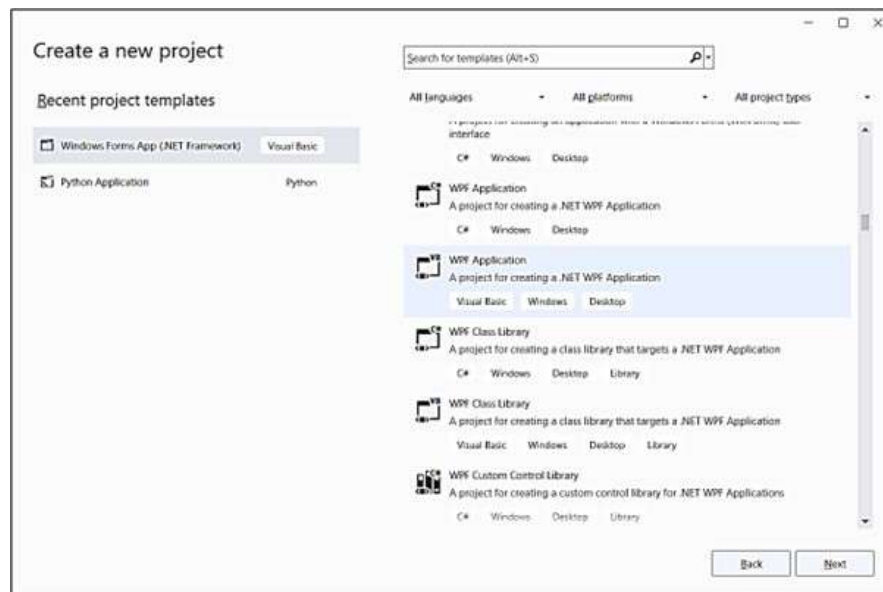 Create a new project
Search for templates (Alt+S)
Recent project templates
All languages
All platforms
All project types
Windows Forms App (.NET Framework)
Visual Basic
Python Application
Python
interface
C# Windows Desktop
WPF Application
A project for creating a .NET WPF Application
C# Windows Desktop
WPF Application
A project for creating a .NET WPF Application
Visual Basic Windows Desktop
WPF Class Library
A project for creating a class library that targets a .NET WPF Application
C# Windows Desktop Library
WPF Class Library
A project for creating a class library that targets a .NET WPF Application
Visual Basic Windows Desktop Library
WPF Custom Control Library
A project for creating a custom control library for .NET WPF Applications
C# Windows Desktop Library
Back
Next